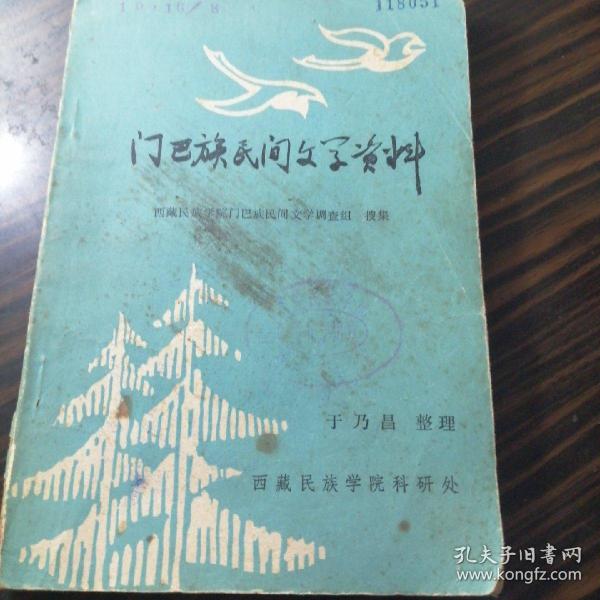 118051
门巴族民间文学资料
西藏民族学院门巴族民间文学调查组 搜集
于乃昌 整理
西藏民族学院科研处
孔夫子旧书网
www.kongfz.com